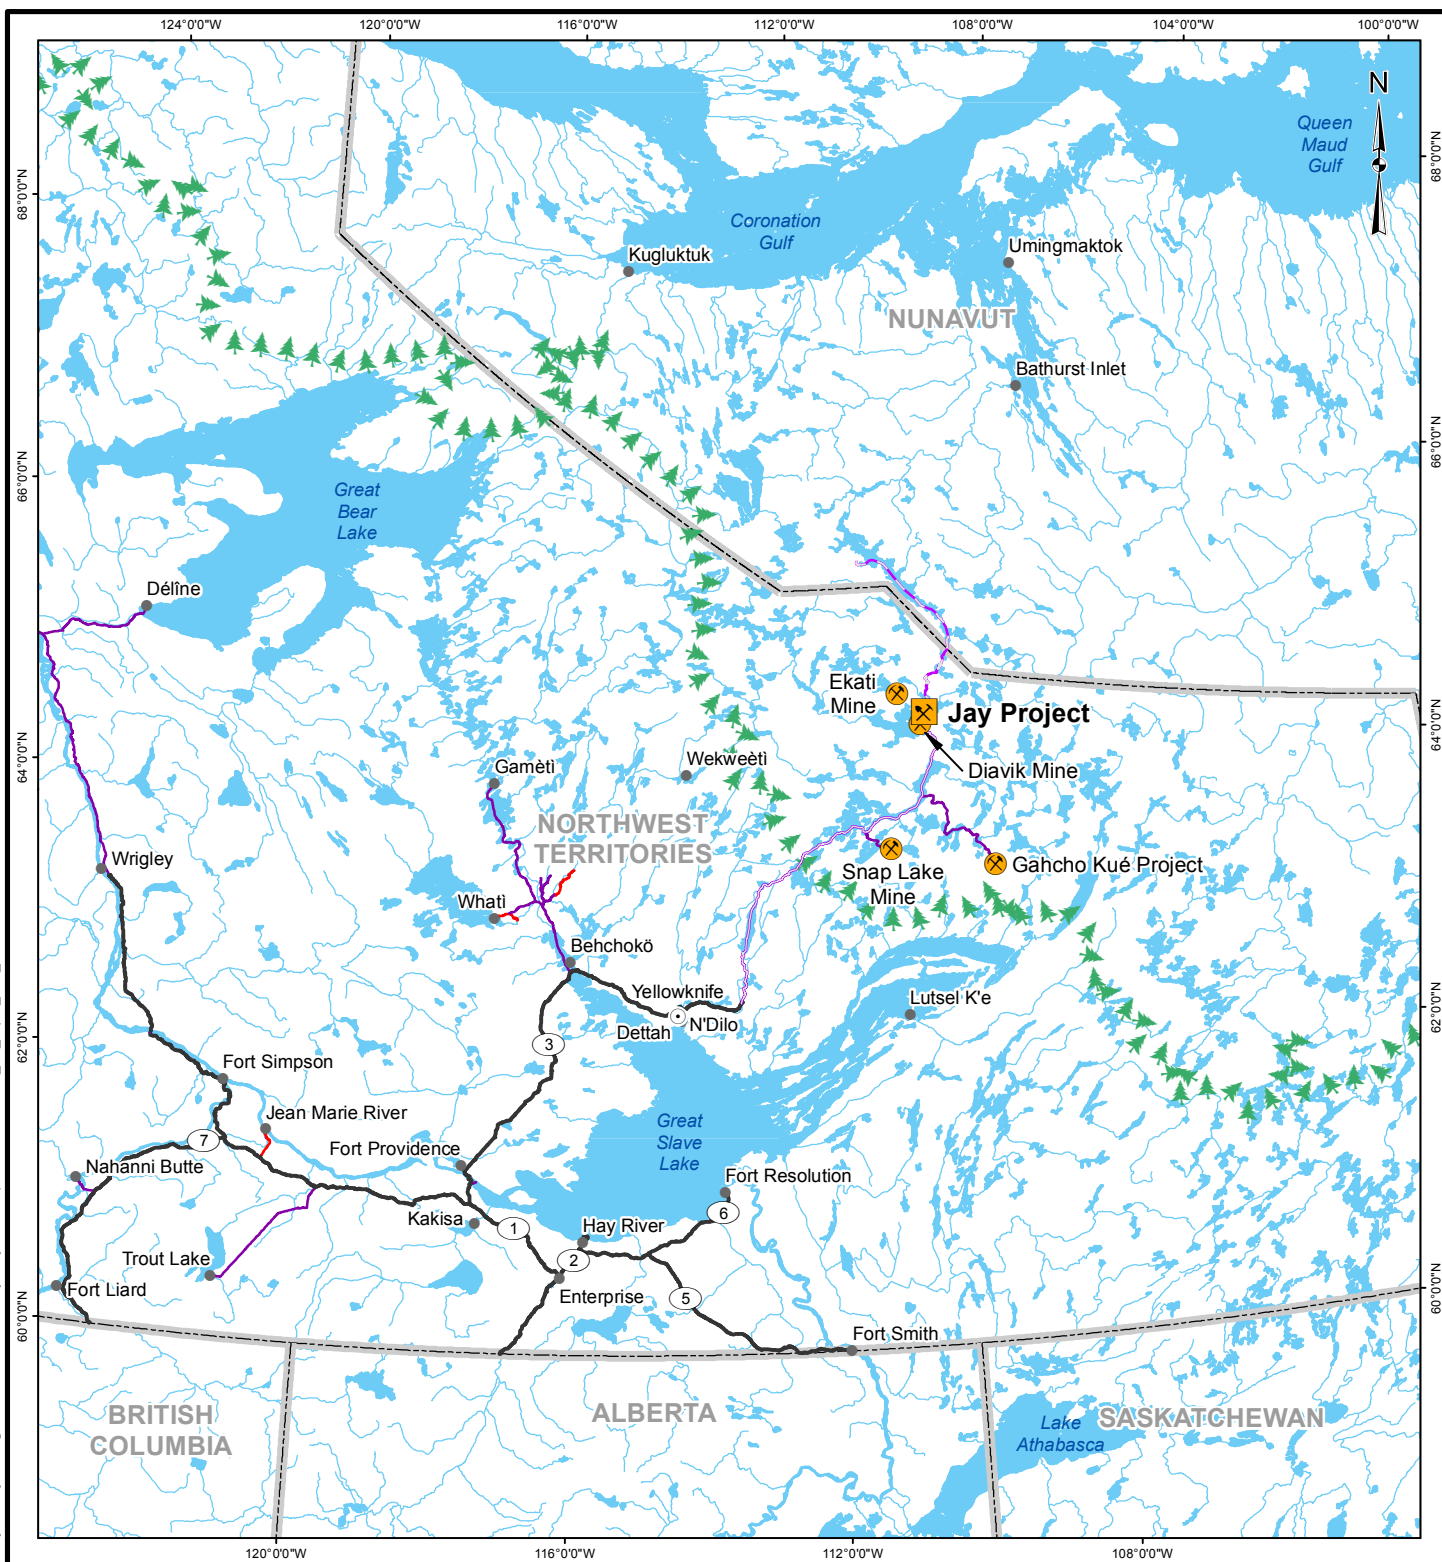 124°0'0"W
120°0'0"W
116°0'0"W
112°0'0"W
108°0'0"W
104°0'0"W
100°0'0"W
N
Queen
Maud
Gulf
68°0'0"N
68°0'0"N
Coronation
Gulf
Umingmaktok
Kugluktuk
NUNAVUT
Bathurst Inlet
66°0'0"N
66°0'0"N
Great
Bear
Lake
Délîne
Ekati
Mine
Jay Project
64°0'0"N
64°0'0"N
Diavik Mine
Wekweètì
Gamètì
NORTHWEST
TERRITORIES
Wrigley
Snap Lake
Mine
Gahcho Kué Project
Whatì
Behchokö
Yellowknife
N'Dilo
Dettah
Lutsel K'e
62°0'0"N
62°0'0"N
3
Fort Simpson
Jean Marie River
7
Great
Slave
Lake
Fort Providence
Nahanni Butte
Fort Resolution
6
Kakisa
1
Hay River
2
Trout Lake
Fort Liard
Enterprise
5
60°0'0"N
60°0'0"N
Fort Smith
BRITISH
COLUMBIA
ALBERTA
SASKATCHEWAN
Lake
Athabasca
120°0'0"W
116°0'0"W
112°0'0"W
108°0'0"W